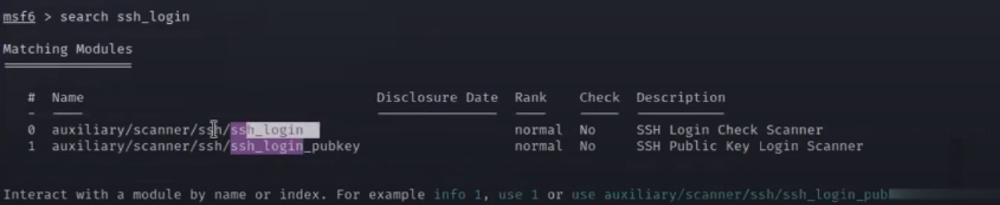 msf6 > search ssh_login
Matching Modules
================
# Name Disclosure Date Rank Check Description
- ---- --------------- ---- ----- -----------
0 auxiliary/scanner/ssh/ssh_login normal No SSH Login Check Scanner
1 auxiliary/scanner/ssh/ssh_login_pubkey normal No SSH Public Key Login Scanner
Interact with a module by name or index. For example info 1, use 1 or use auxiliary/scanner/ssh/ssh_login_pub